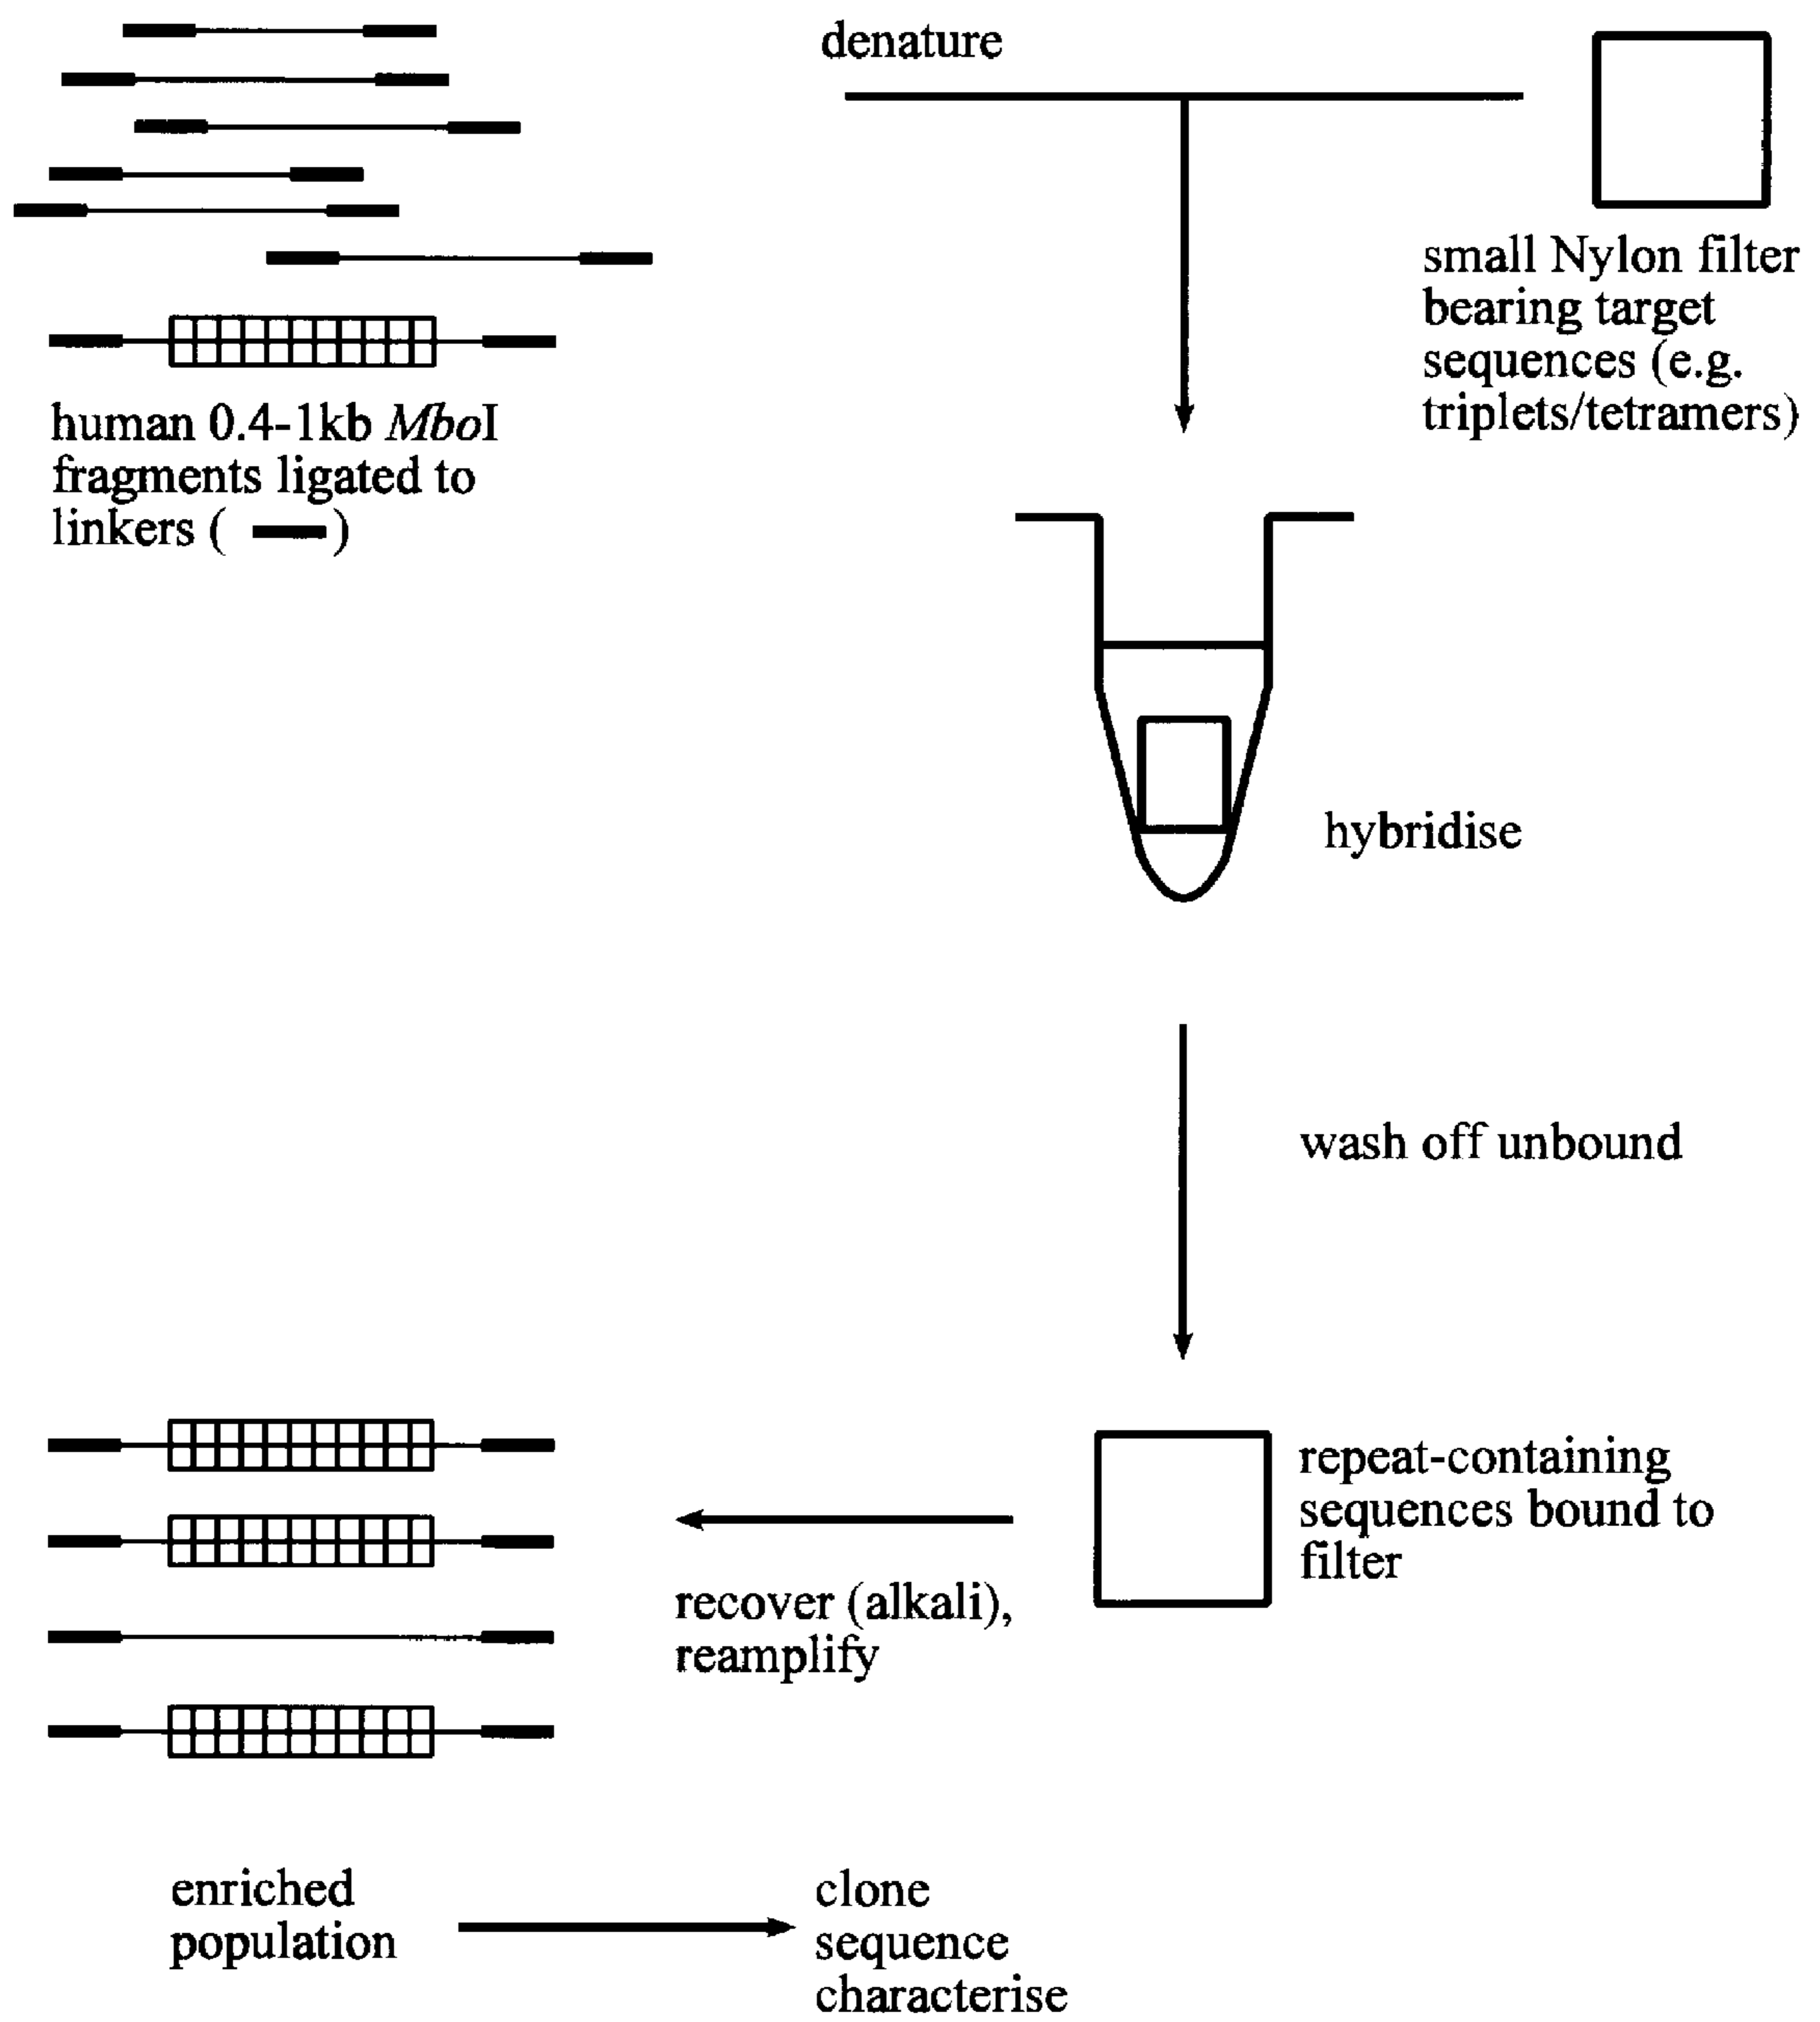 denature
small Nylon filter
bearing target
sequences (e.g.
triplets/tetramers)
human 0.4-1kb MboI
fragments ligated to
linkers ( )
hybridise
wash off unbound
repeat-containing
sequences bound to
filter
recover (alkali),
reamplify
enriched
population
clone
sequence
characterise